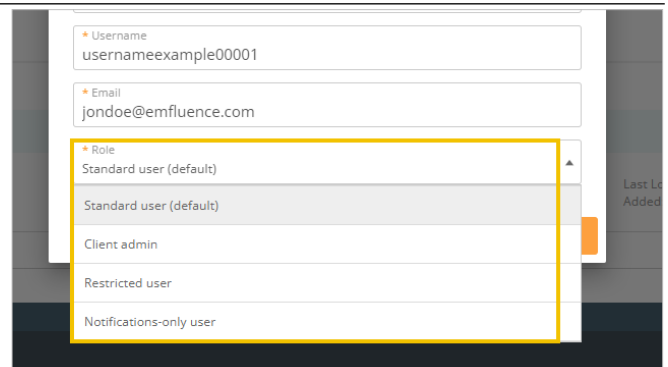 * Username
usernameexample00001
* Email
jondoe@emfluence.com
* Role
Standard user (default)
Last Lo
Added
Standard user (default)
Client admin
Restricted user
Notifications-only user